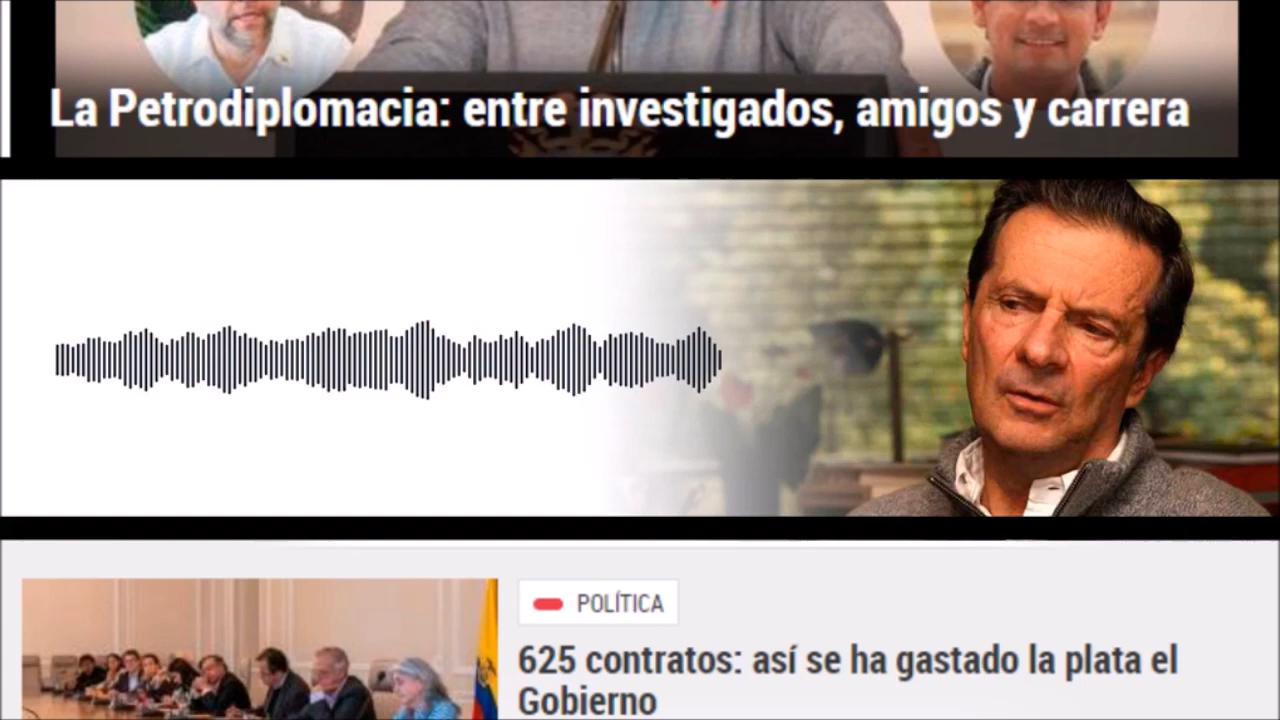 La Petrodiplomacia: entre investigados, amigos y carrera
POLÍTICA
625 contratos: así se ha gastado la plata el
Gobierno